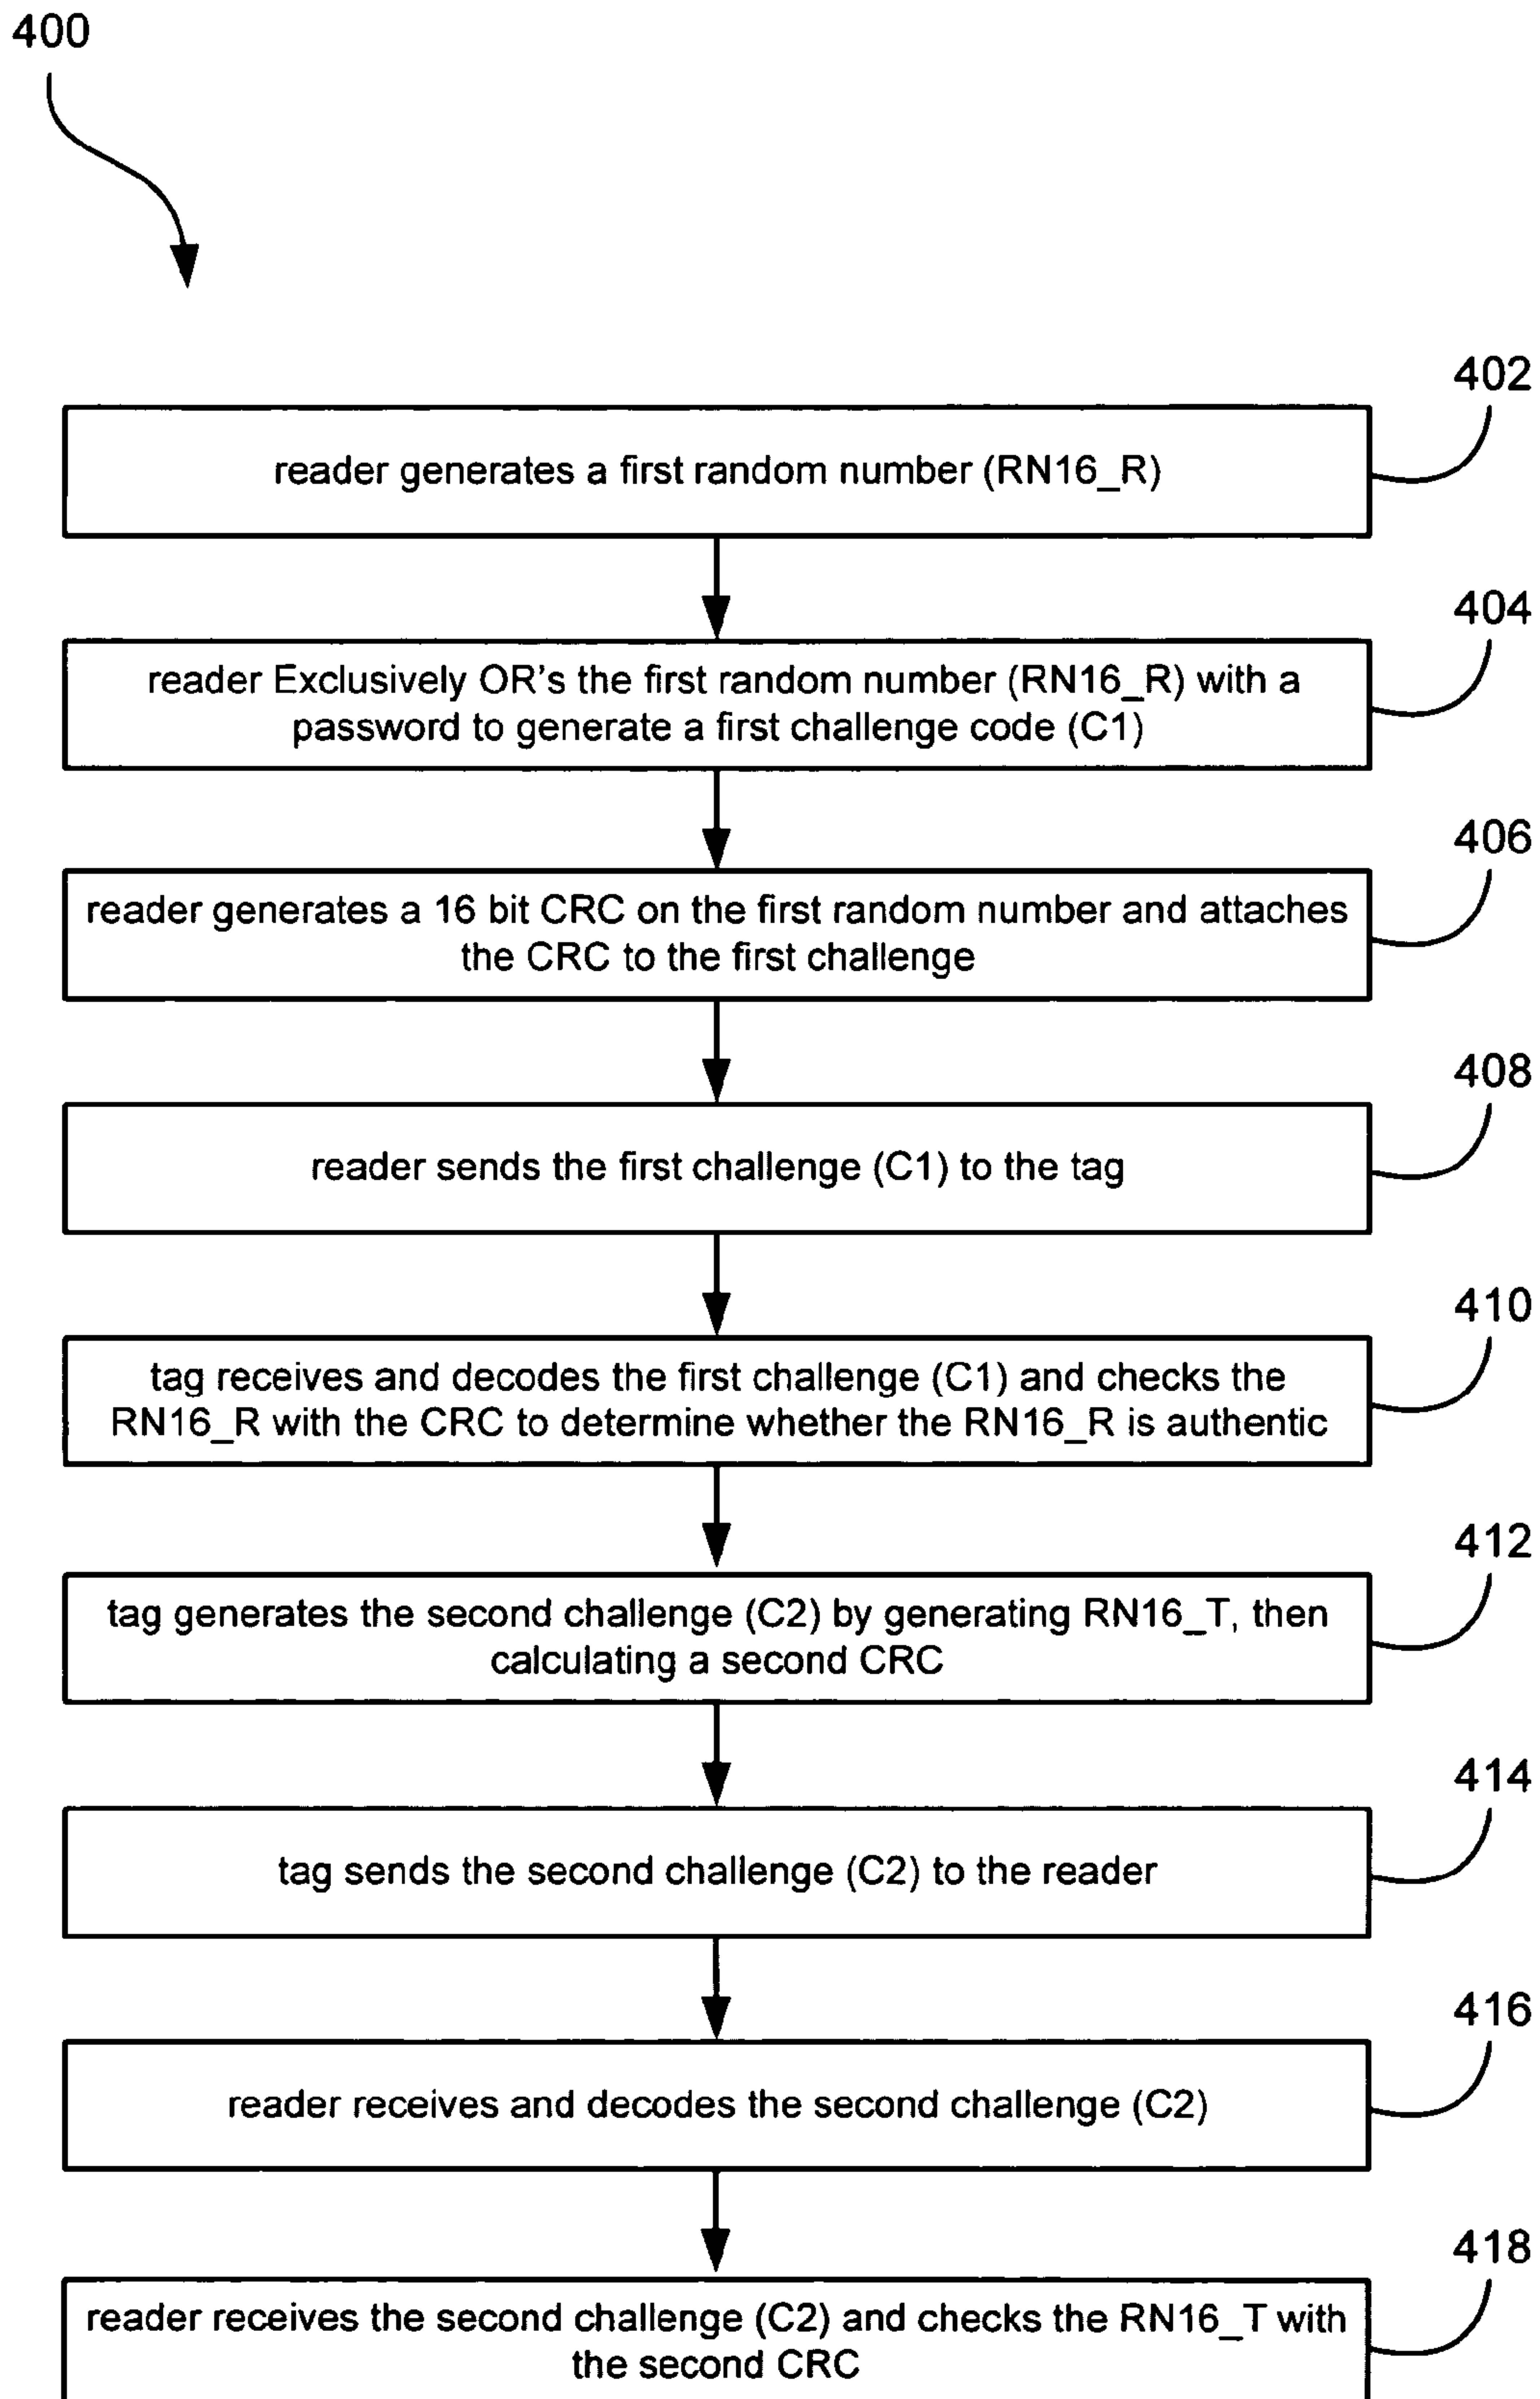 400
402
reader generates a first random number (RN16_R)
404
reader Exclusively OR's the first random number (RN16_R) with a
password to generate a first challenge code (C1)
406
reader generates a 16 bit CRC on the first random number and attaches
the CRC to the first challenge
408
reader sends the first challenge (C1) to the tag
410
tag receives and decodes the first challenge (C1) and checks the
RN16_R with the CRC to determine whether the RN16_R is authentic
412
tag generates the second challenge (C2) by generating RN16_T, then
calculating a second CRC
414
tag sends the second challenge (C2) to the reader
416
reader receives and decodes the second challenge (C2)
418
reader receives the second challenge (C2) and checks the RN16_T with
the second CRC